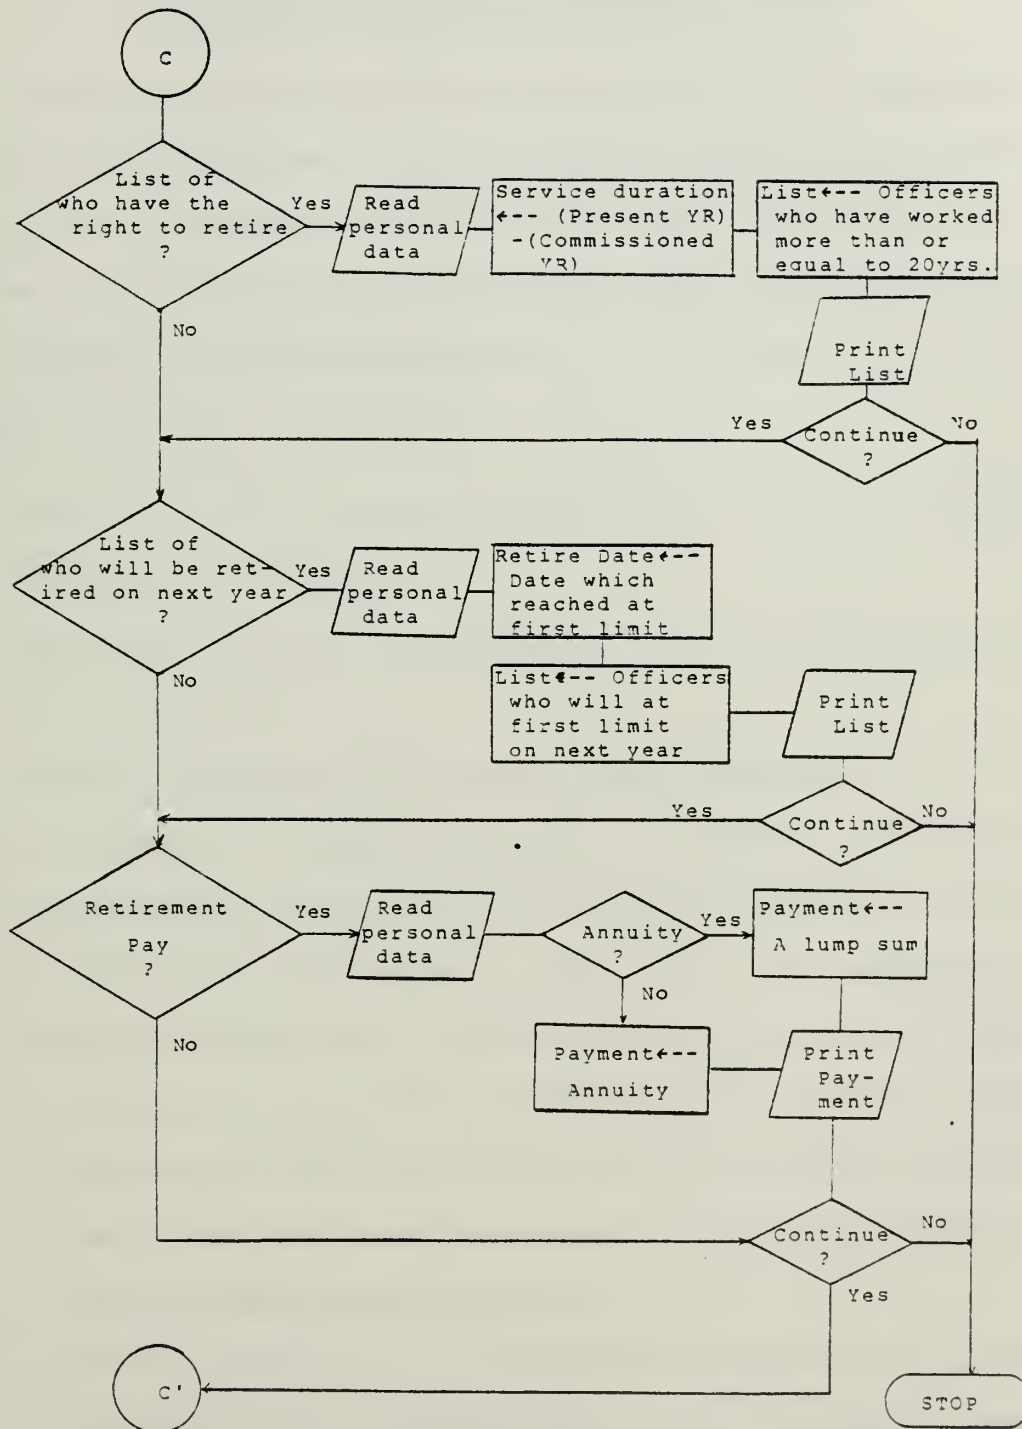 C
List of
who have the
right to retire
?
Yes
Read
personal
data
Service duration
←-- (Present YR)
-(Commissioned
YR)
List←-- Officers
who have worked
more than or
equal to 20yrs.
No
Print
List
Yes
Continue
?
No
List of
who will be ret-
ired on next year
?
Yes
Read
personal
data
Retire Date←--
Date which
reached at
first limit
No
List←-- Officers
who will at
first limit
on next year
Print
List
Yes
Continue
?
No
Retirement
Pay
?
Yes
Read
personal
data
Annuity
?
Yes
Payment←--
A lump sum
No
No
Payment←--
Annuity
Print
Pay-
ment
Continue
?
No
Yes
C'
STOP